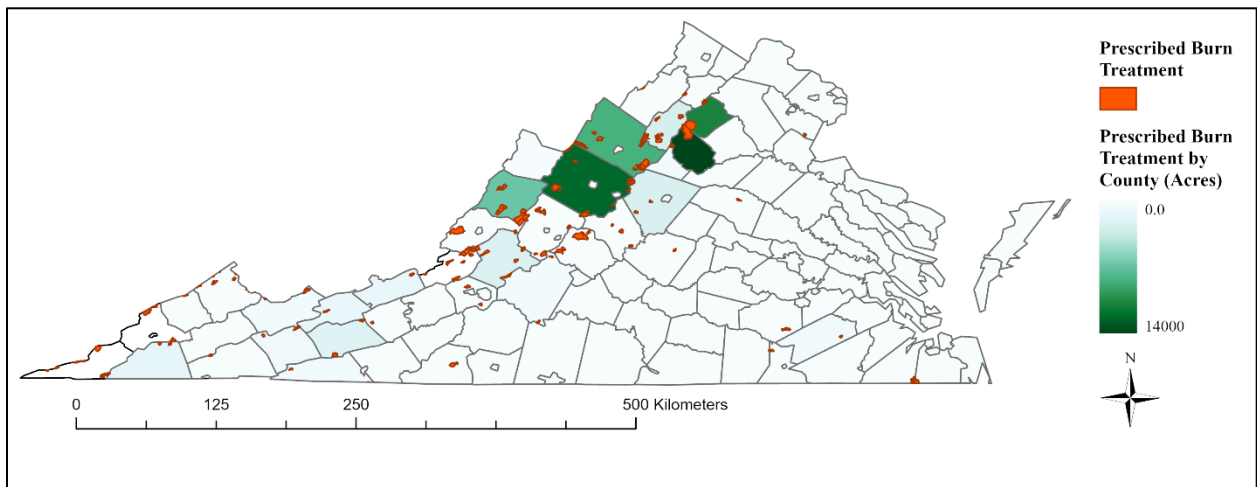 Prescribed Burn
Treatment
Prescribed Burn
Treatment by
County (Acres)
0.0
14000
N
0 125 250 500 Kilometers